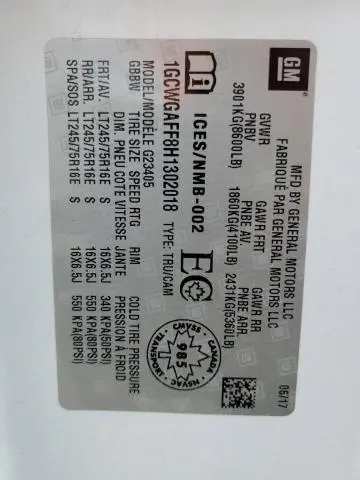 GM
MFD BY GENERAL MOTORS LLC
FABRIQUÉ PAR GENERAL MOTORS LLC
06/17
GVWR GAWR FRT GAWR RR
PNBV PNBE AV. PNBE ARR
3901KG(8600LB) 1860KG(4100LB) 2431KG(5360LB)
ICES/NMB-002
EC
CANADA
CMVSS
985
NSVAC
TRANSPORT
1GCWGAFF8H1302018 TYPE: TRU/CAM
MODEL/MODÈLE G23405
GBBW TIRE SIZE SPEED RTG RIM COLD TIRE PRESSURE
DIM. PNEU COTE VITESSE JANTE PRESSION À FROID
FRT/AV. LT245/75R16E S 16X6.5J 340 KPA(50PSI)
RR/ARR. LT245/75R16E S 16X6.5J 550 KPA(80PSI)
SPA/SOS. LT245/75R16E S 16X6.5J 550 KPA(80PSI)